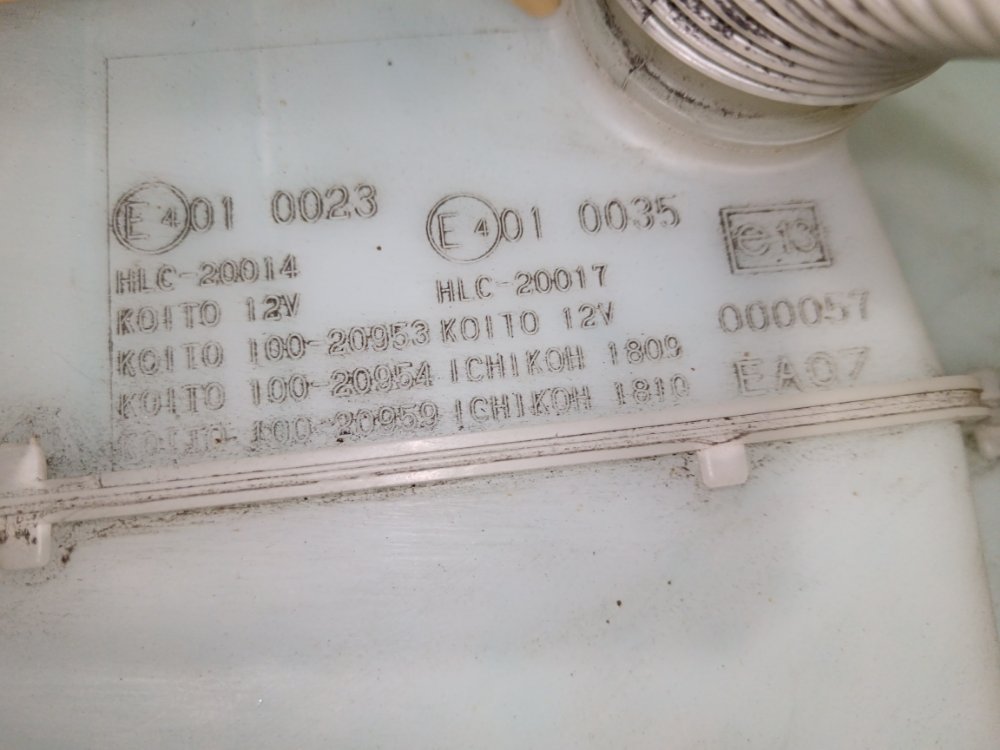 E4 01 0023
HLC-20014
KOITO 12V
KOITO 100-20953
KOITO 100-20954
KOITO 100-20959
E4 01 0035
HLC-20017
KOITO 12V
ICHIKOH 1809
ICHIKOH 1810
e13
000057
EA07